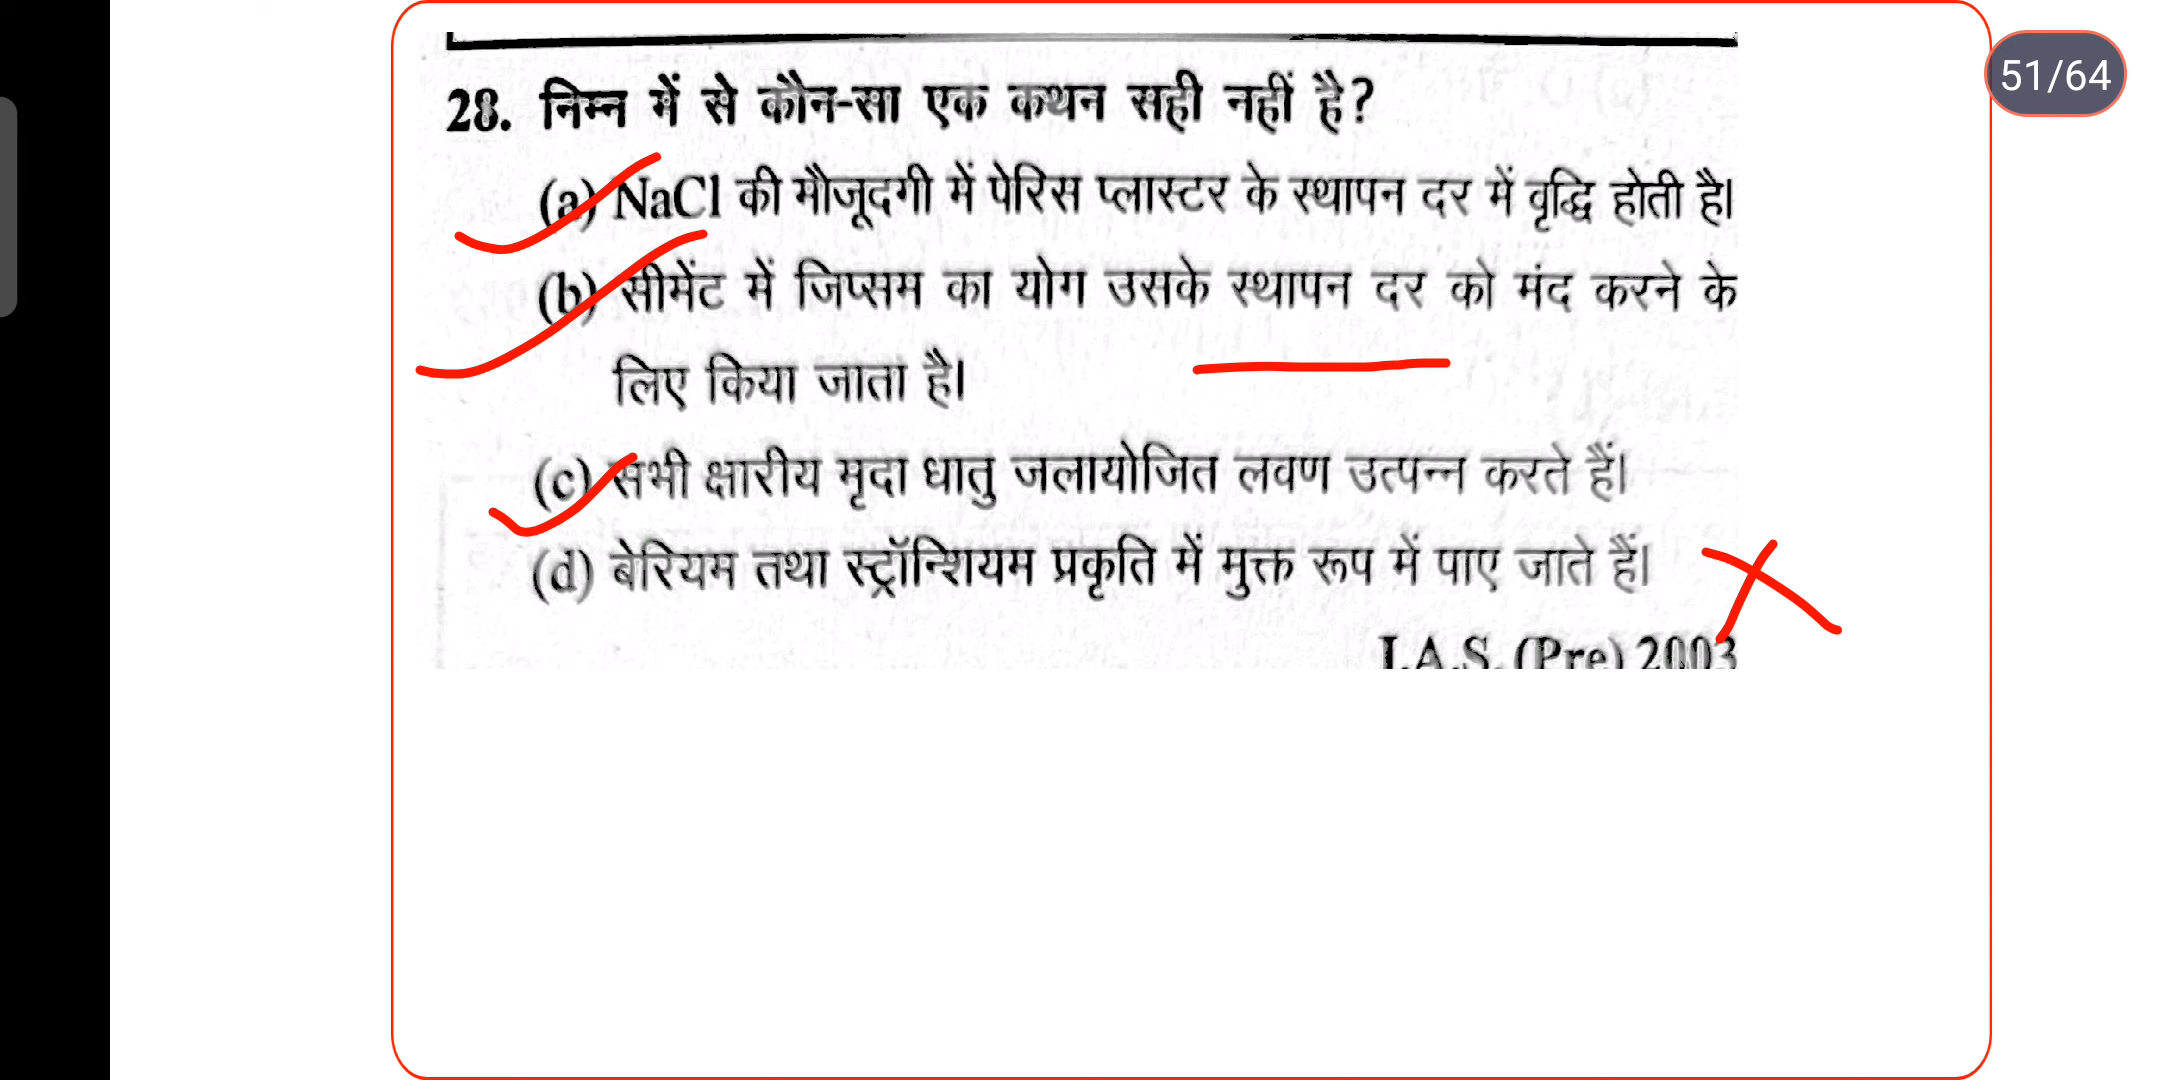 51/64
28. निम्न में से कौन-सा एक कथन सही नहीं है?
(a) NaCl की मौजूदगी में पेरिस प्लास्टर के स्थापन दर में वृद्धि होती है।
(b) सीमेंट में जिप्सम का योग उसके स्थापन दर को मंद करने के
लिए किया जाता है।
(c) सभी क्षारीय मृदा धातु जलायोजित लवण उत्पन्न करते हैं।
(d) बेरियम तथा स्ट्रॉन्शियम प्रकृति में मुक्त रूप में पाए जाते हैं।
I.A.S. (Pre) 2003